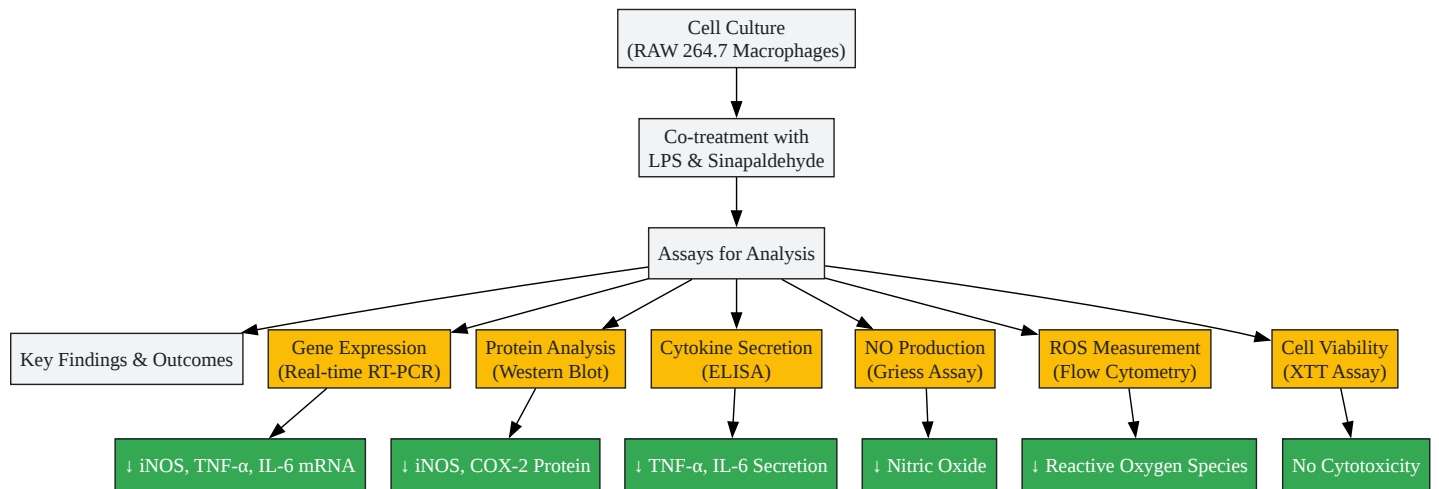 Cell Culture
(RAW 264.7 Macrophages)
Co-treatment with
LPS & Sinapaldehyde
Assays for Analysis
Key Findings & Outcomes
Gene Expression
(Real-time RT-PCR)
Protein Analysis
(Western Blot)
Cytokine Secretion
(ELISA)
NO Production
(Griess Assay)
ROS Measurement
(Flow Cytometry)
Cell Viability
(XTT Assay)
↓ iNOS, TNF-α, IL-6 mRNA
↓ iNOS, COX-2 Protein
↓ TNF-α, IL-6 Secretion
↓ Nitric Oxide
↓ Reactive Oxygen Species
No Cytotoxicity